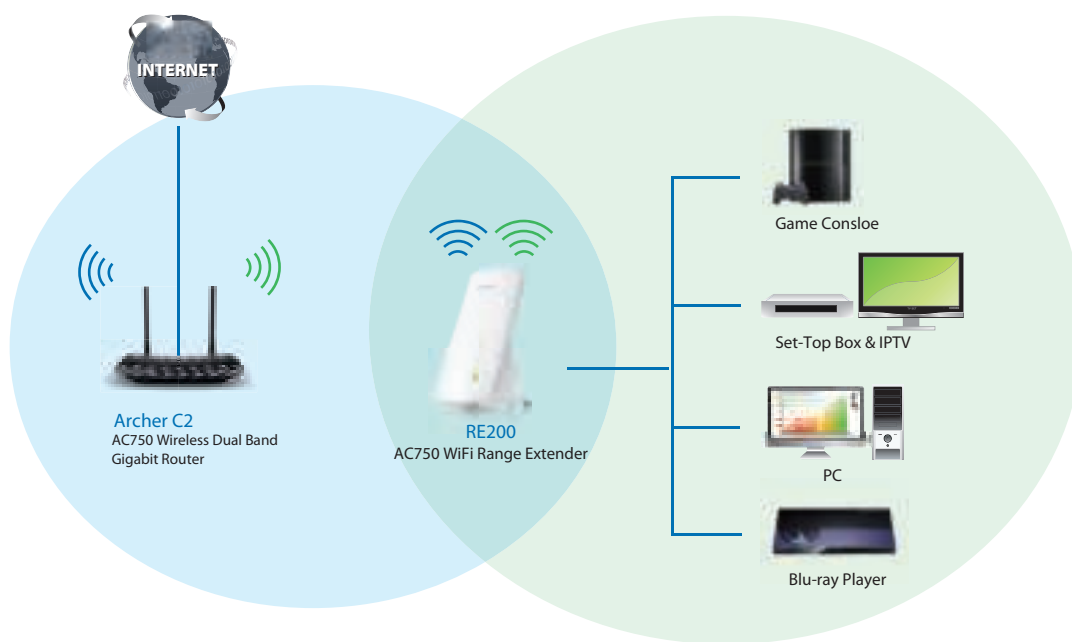 INTERNET
Game Consloe
Set-Top Box & IPTV
Archer C2
AC750 Wireless Dual Band
Gigabit Router
RE200
AC750 WiFi Range Extender
PC
Blu-ray Player